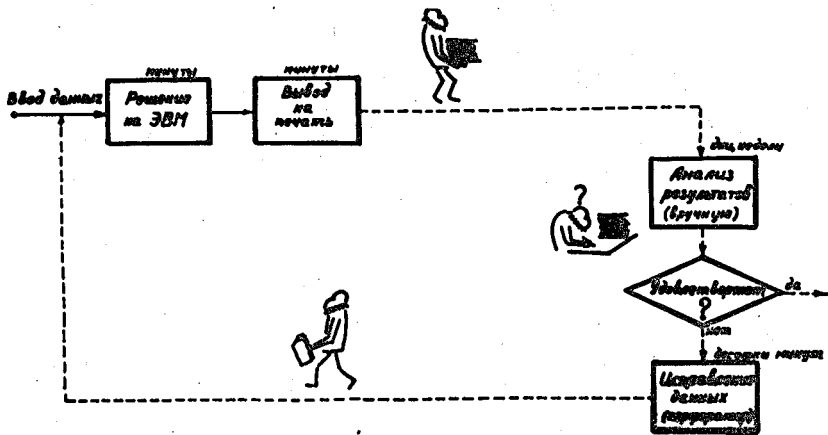 минуты
минуты
Ввод данных
Решение
на ЭВМ
Вывод
на
печать
дни, недели
Анализ
результатов
(вручную)
?
Удовлетворяют
?
да
нет
десятки минут
Исправление
данных